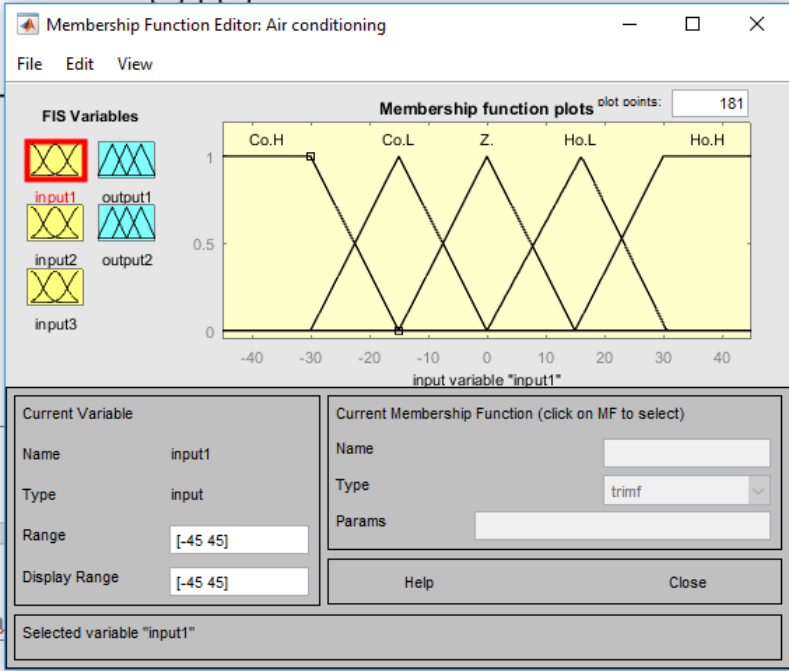 Membership Function Editor: Air conditioning
File Edit View
FIS Variables
input1 output1
input2 output2
input3
Membership function plots plot points: 181
Co.H Co.L Z. Ho.L Ho.H
1
0.5
0
-40 -30 -20 -10 0 10 20 30 40
input variable "input1"
Current Variable
Name input1
Type input
Range [-45 45]
Display Range [-45 45]
Current Membership Function (click on MF to select)
Name
Type trimf
Params
Help Close
Selected variable "input1"